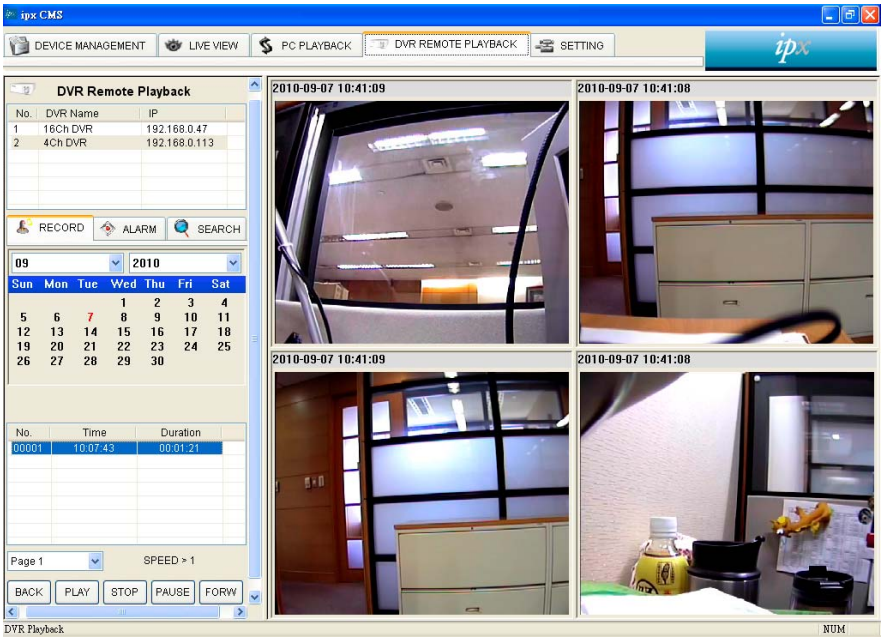 ipx CMS
DEVICE MANAGEMENT
LIVE VIEW
PC PLAYBACK
DVR REMOTE PLAYBACK
SETTING
ipx
DVR Remote Playback
No. DVR Name IP
1 16Ch DVR 192.168.0.47
2 4Ch DVR 192.168.0.113
RECORD
ALARM
SEARCH
09 2010
Sun Mon Tue Wed Thu Fri Sat
1 2 3 4
5 6 7 8 9 10 11
12 13 14 15 16 17 18
19 20 21 22 23 24 25
26 27 28 29 30
No. Time Duration
00001 10:07:43 00:01:21
Page 1 SPEED > 1
BACK PLAY STOP PAUSE FORW
2010-09-07 10:41:09
2010-09-07 10:41:08
2010-09-07 10:41:09
2010-09-07 10:41:08
DVR Playback
NUM